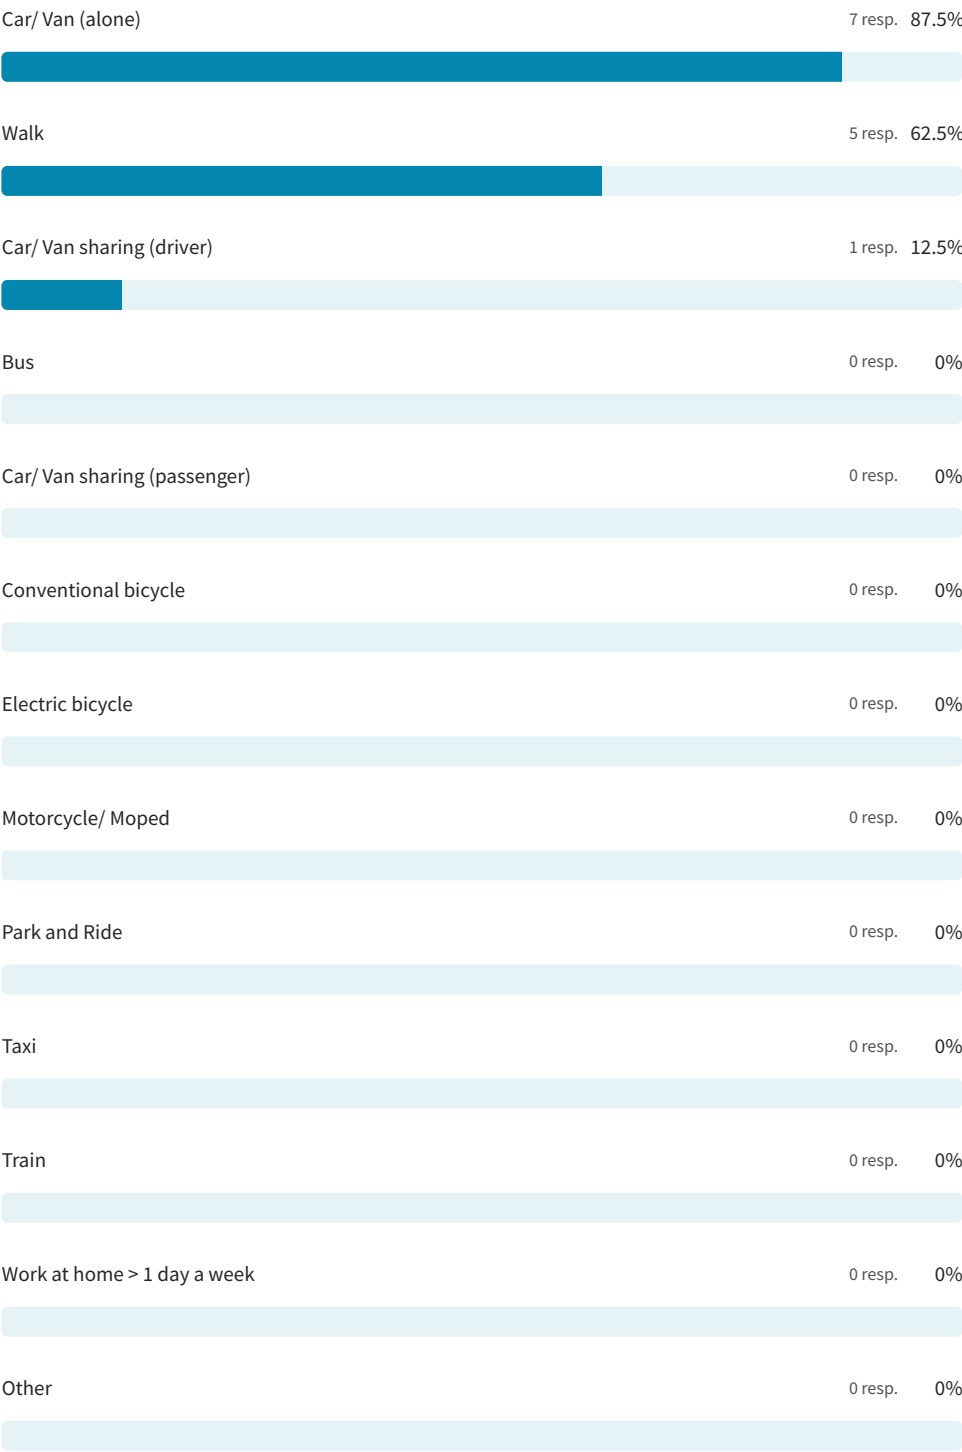 Car/ Van (alone) 7 resp. 87.5%
Walk 5 resp. 62.5%
Car/ Van sharing (driver) 1 resp. 12.5%
Bus 0 resp. 0%
Car/ Van sharing (passenger) 0 resp. 0%
Conventional bicycle 0 resp. 0%
Electric bicycle 0 resp. 0%
Motorcycle/ Moped 0 resp. 0%
Park and Ride 0 resp. 0%
Taxi 0 resp. 0%
Train 0 resp. 0%
Work at home > 1 day a week 0 resp. 0%
Other 0 resp. 0%